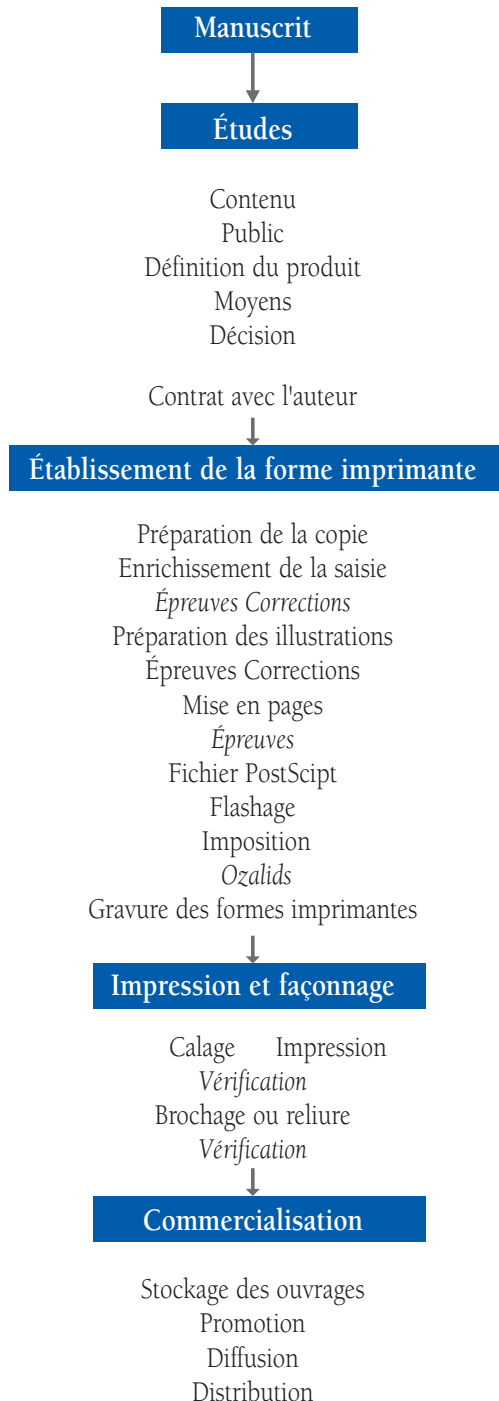 Manuscrit
Études
Contenu
Public
Définition du produit
Moyens
Décision
Contrat avec l'auteur
Établissement de la forme imprimante
Préparation de la copie
Enrichissement de la saisie
Épreuves Corrections
Préparation des illustrations
Épreuves Corrections
Mise en pages
Épreuves
Fichier PostScipt
Flashage
Imposition
Ozalids
Gravure des formes imprimantes
Impression et façonnage
Calage Impression
Vérification
Brochage ou reliure
Vérification
Commercialisation
Stockage des ouvrages
Promotion
Diffusion
Distribution